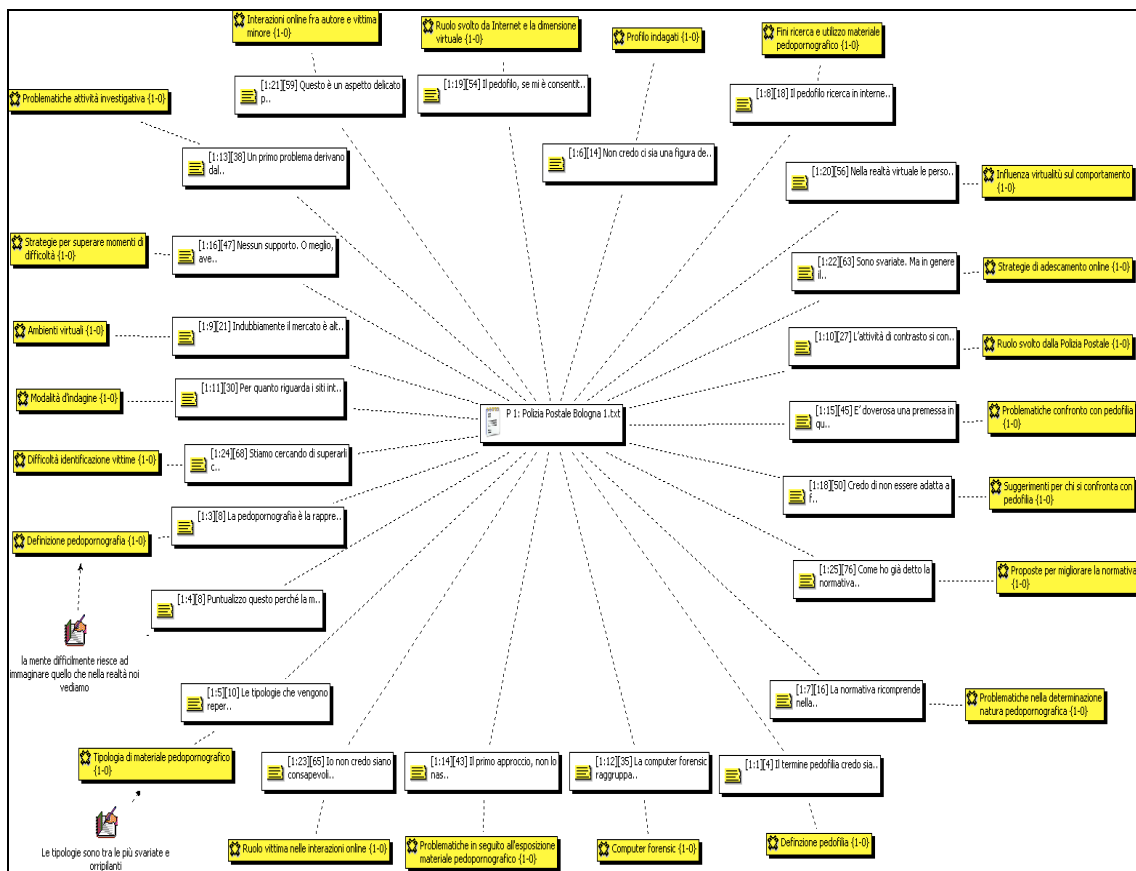 Interazioni online fra autore e vittima
minore {1-0}
Ruolo svolto da Internet e la dimensione
virtuale {1-0}
Profilo indagati {1-0}
Fini ricerca e utilizzo materiale
pedopornografico {1-0}
[1:21][59] Questo è un aspetto delicato
p..
[1:19][54] Il pedofilo, se mi è consentit..
[1:8][18] Il pedofilo ricerca in interne..
Problematiche attività investigativa {1-0}
[1:13][38] Un primo problema derivano
dal..
[1:6][14] Non credo ci sia una figura de..
[1:20][56] Nella realtà virtuale le perso..
Influenza virtualitù sul comportamento
{1-0}
Strategie per superare momenti di
difficoltà {1-0}
[1:16][47] Nessun supporto. O meglio,
ave..
[1:22][63] Sono svariate. Ma in genere
il..
Strategie di adescamento online {1-0}
Ambienti virtuali {1-0}
[1:9][21] Indubbiamente il mercato è alt..
[1:10][27] L'attività di contrasto si con..
Ruolo svolto dalla Polizia Postale {1-0}
Modalità d'indagine {1-0}
[1:11][30] Per quanto riguarda i siti int..
P 1: Polizia Postale Bologna 1.txt
[1:15][45] E' doverosa una premessa in
qu..
Problematiche confronto con pedofilia
{1-0}
Difficoltà identificazione vittime {1-0}
[1:24][68] Stiamo cercando di superarli
c..
[1:18][50] Credo di non essere adatta a
f..
Suggerimenti per chi si confronta con
pedofilia {1-0}
Definizione pedopornografia {1-0}
[1:3][8] La pedopornografia è la rappre..
[1:25][76] Come ho già detto la
normativa..
Proposte per migliorare la normativa
{1-0}
[1:4][8] Puntualizzo questo perché la m..
la mente difficilmente riesce ad
immaginare quello che nella realtà noi
vediamo
[1:5][10] Le tipologie che vengono
reper..
[1:7][16] La normativa ricomprende
nella..
Problematiche nella determinazione
natura pedopornografica {1-0}
Tipologia di materiale pedopornografico
{1-0}
[1:23][65] Io non credo siano
consapevoli..
[1:14][43] Il primo approccio, non lo
nas..
[1:12][35] La computer forensic
raggruppa..
[1:1][4] Il termine pedofilia credo sia..
Le tipologie sono tra le più svariate e
orripilanti
Ruolo vittima nelle interazioni online {1-0}
Problematiche in seguito all'esposizione
materiale pedopornografico {1-0}
Computer forensic {1-0}
Definzione pedofilia {1-0}